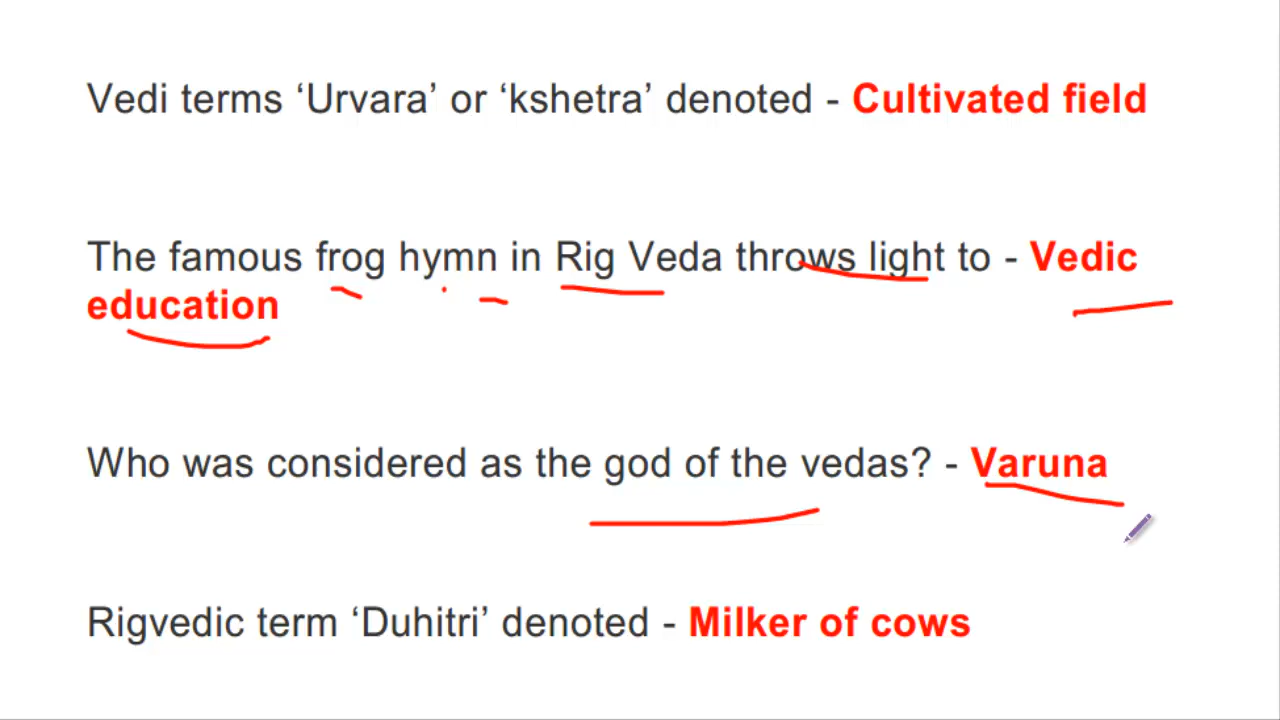 Vedi terms ‘Urvara’ or ‘kshetra’ denoted - Cultivated field
The famous frog hymn in Rig Veda throws light to - Vedic
education
Who was considered as the god of the vedas? - Varuna
Rigvedic term ‘Duhitri’ denoted - Milker of cows